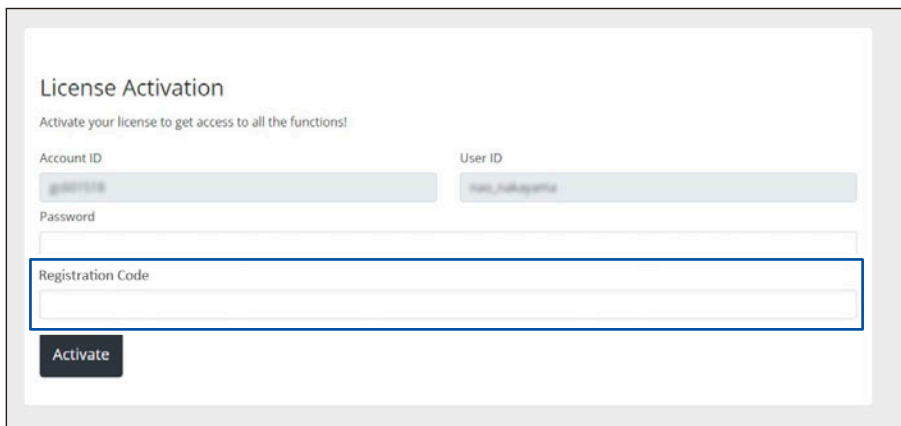 License Activation
Activate your license to get access to all the functions!
Account ID
User ID
Password
Registration Code
Activate